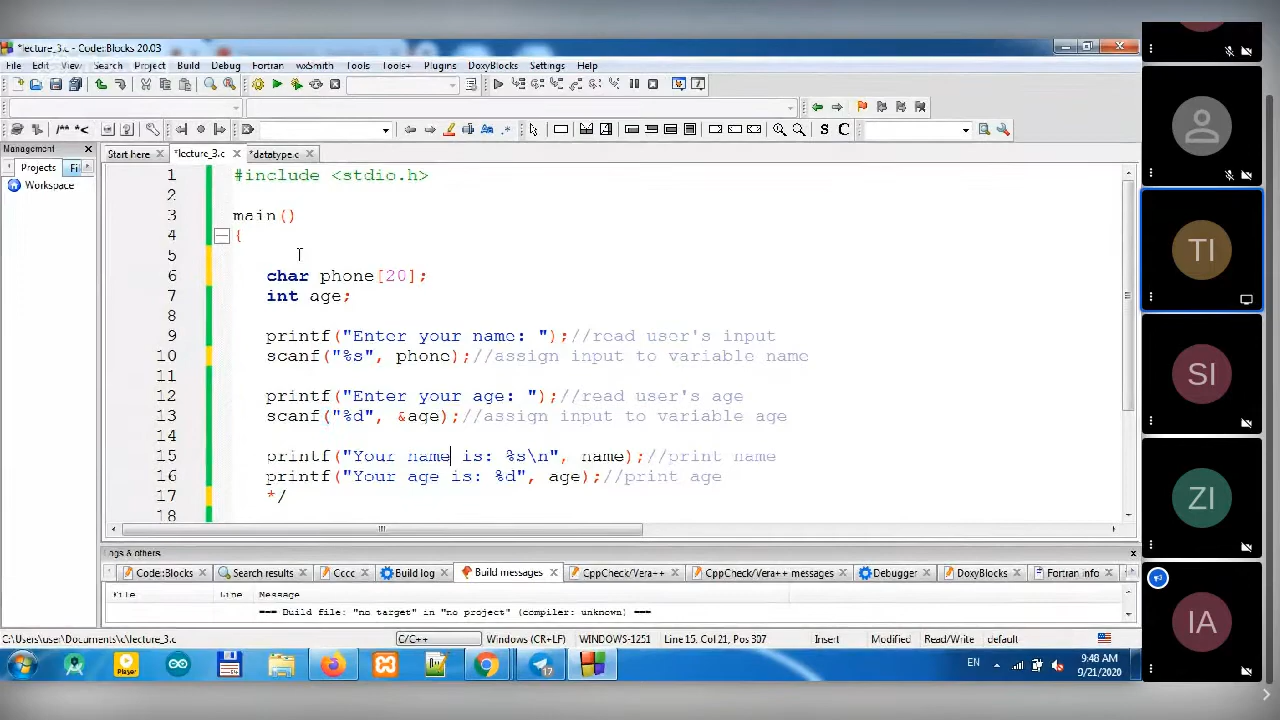 *lecture_3.c - Code::Blocks 20.03
File Edit View Search Project Build Debug Fortran wxSmith Tools Tools+ Plugins DoxyBlocks Settings Help
/** *<
S C
Management
Projects Fi
Workspace
Start here *lecture_3.c *datatype.c
1 #include <stdio.h>
2
3 main()
4 {
5
6 char phone[20];
7 int age;
8
9 printf("Enter your name: ");//read user's input
10 scanf("%s", phone);//assign input to variable name
11
12 printf("Enter your age: ");//read user's age
13 scanf("%d", &age);//assign input to variable age
14
15 printf("Your name is: %s\n", name);//print name
16 printf("Your age is: %d", age);//print age
17 */
18
Logs & others
Code::Blocks Search results Cccc Build log Build messages CppCheck/Vera++ CppCheck/Vera++ messages Debugger DoxyBlocks Fortran info
File Line Message
=== Build file: "no target" in "no project" (compiler: unknown) ===
C:\Users\user\Documents\c\lecture_3.c C/C++ Windows (CR+LF) WINDOWS-1251 Line 15, Col 21, Pos 307 Insert Modified Read/Write default
Player
17
EN
9:48 AM
9/21/2020
TI
SI
ZI
IA